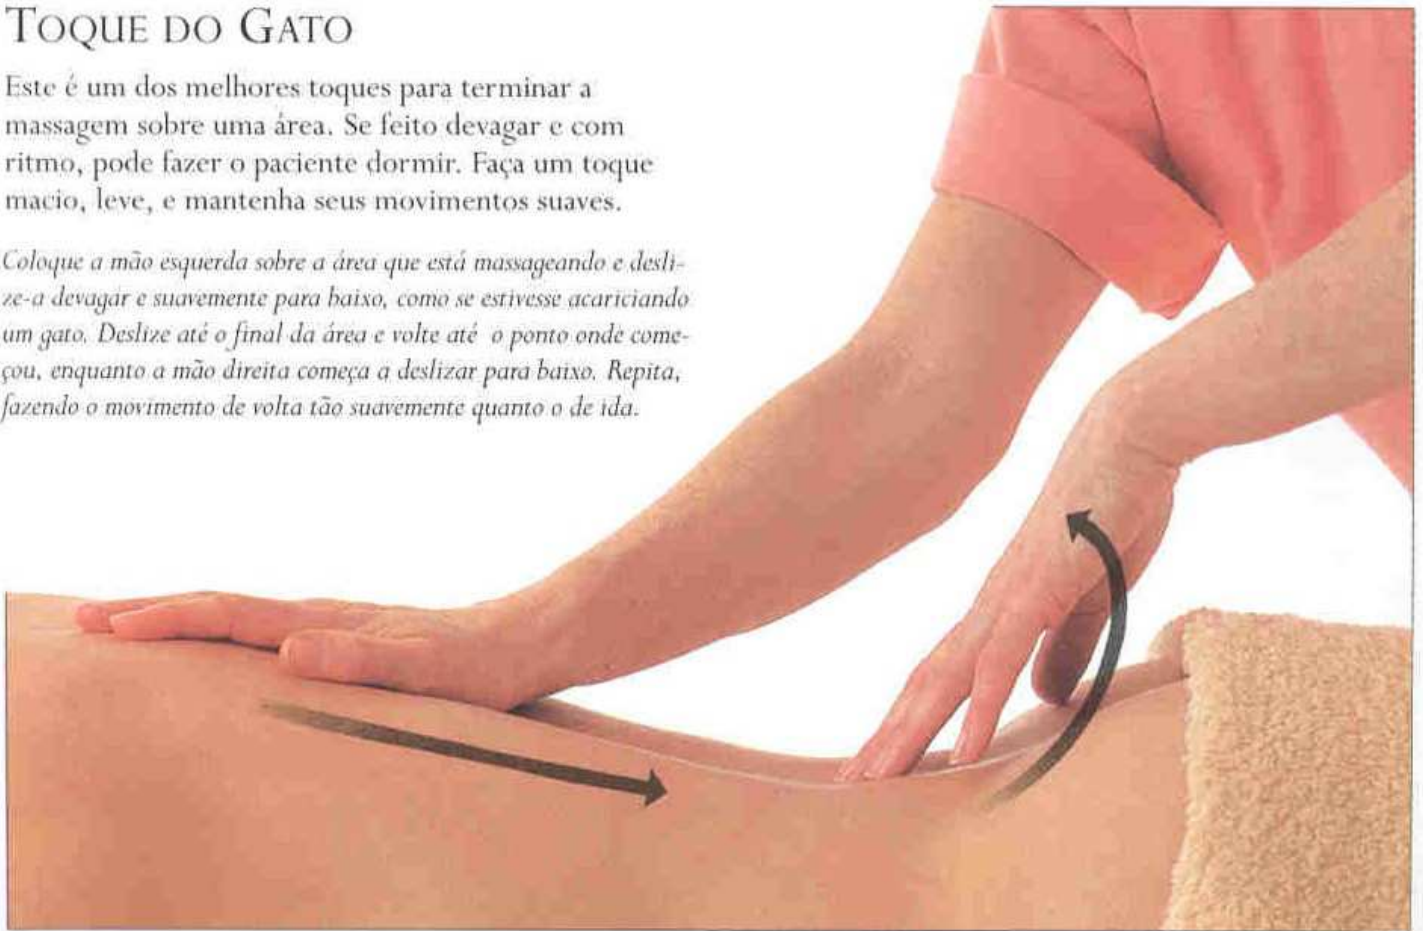 TOQUE DO GATO
Este é um dos melhores toques para terminar a
massagem sobre uma área. Se feito devagar e com
ritmo, pode fazer o paciente dormir. Faça um toque
macio, leve, e mantenha seus movimentos suaves.
Coloque a mão esquerda sobre a área que está massageando e desli-
ze-a devagar e suavemente para baixo, como se estivesse acariciando
um gato. Deslize até o final da área e volte até o ponto onde come-
çou, enquanto a mão direita começa a deslizar para baixo. Repita,
fazendo o movimento de volta tão suavemente quanto o de ida.